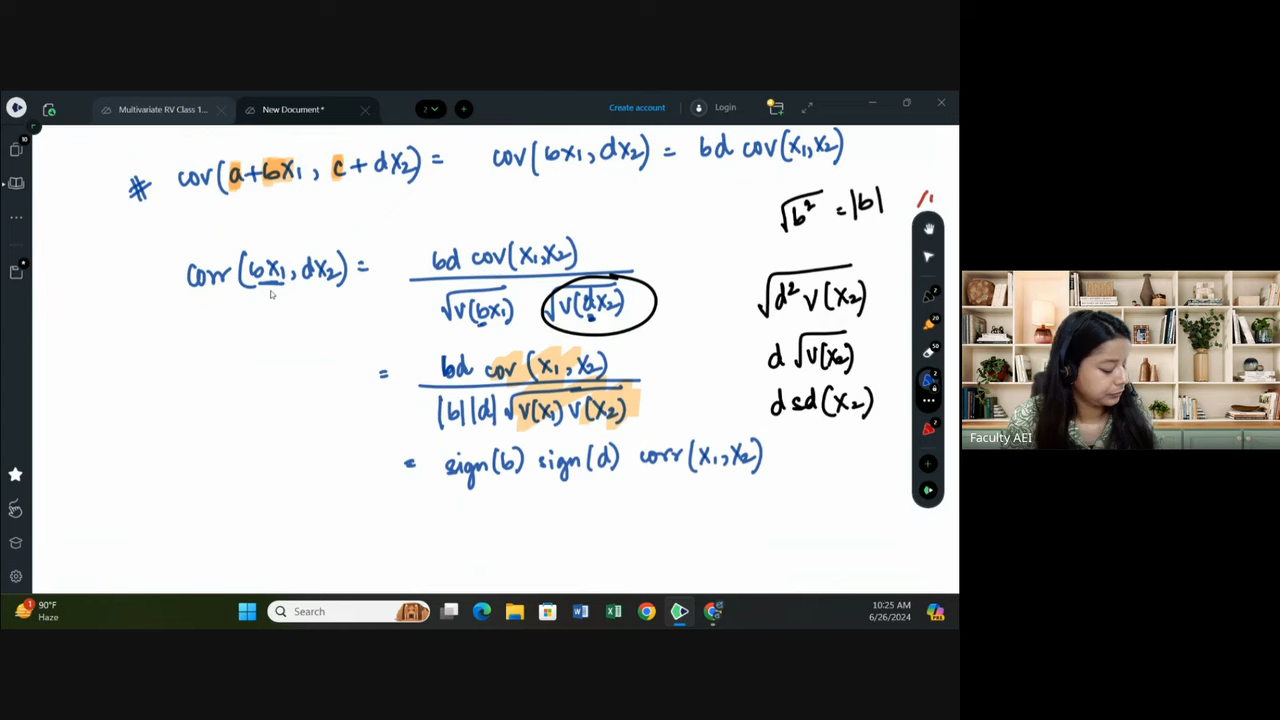 Multivariate RV Class 1...
New Document*
2
Create account
Login
# cov(a+bX₁, c+dX₂) = cov(bX₁, dX₂) = bd cov(X₁,X₂)
√b² = |b|
corr(bX₁, dX₂) = bd cov(X₁,X₂)
√V(bX₁) √V(dX₂)
√d² V(X₂)
= bd cov(X₁, X₂)
d √V(X₂)
|b| |d| √V(X₁) V(X₂)
d sd(X₂)
= sign(b) sign(d) corr(X₁, X₂)
Faculty AEI
90°F
Haze
Search
10:25 AM
6/26/2024